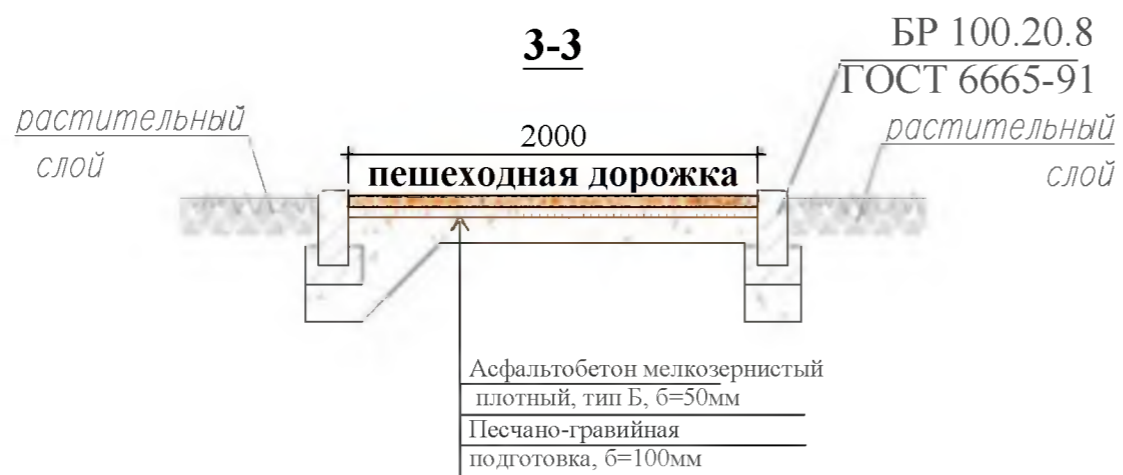 3-3
БР 100.20.8
ГОСТ 6665-91
растительный
слой
2000
растительный
слой
пешеходная дорожка
Асфальтобетон мелкозернистый
плотный, тип Б, б=50мм
Песчано-гравийная
подготовка, б=100мм